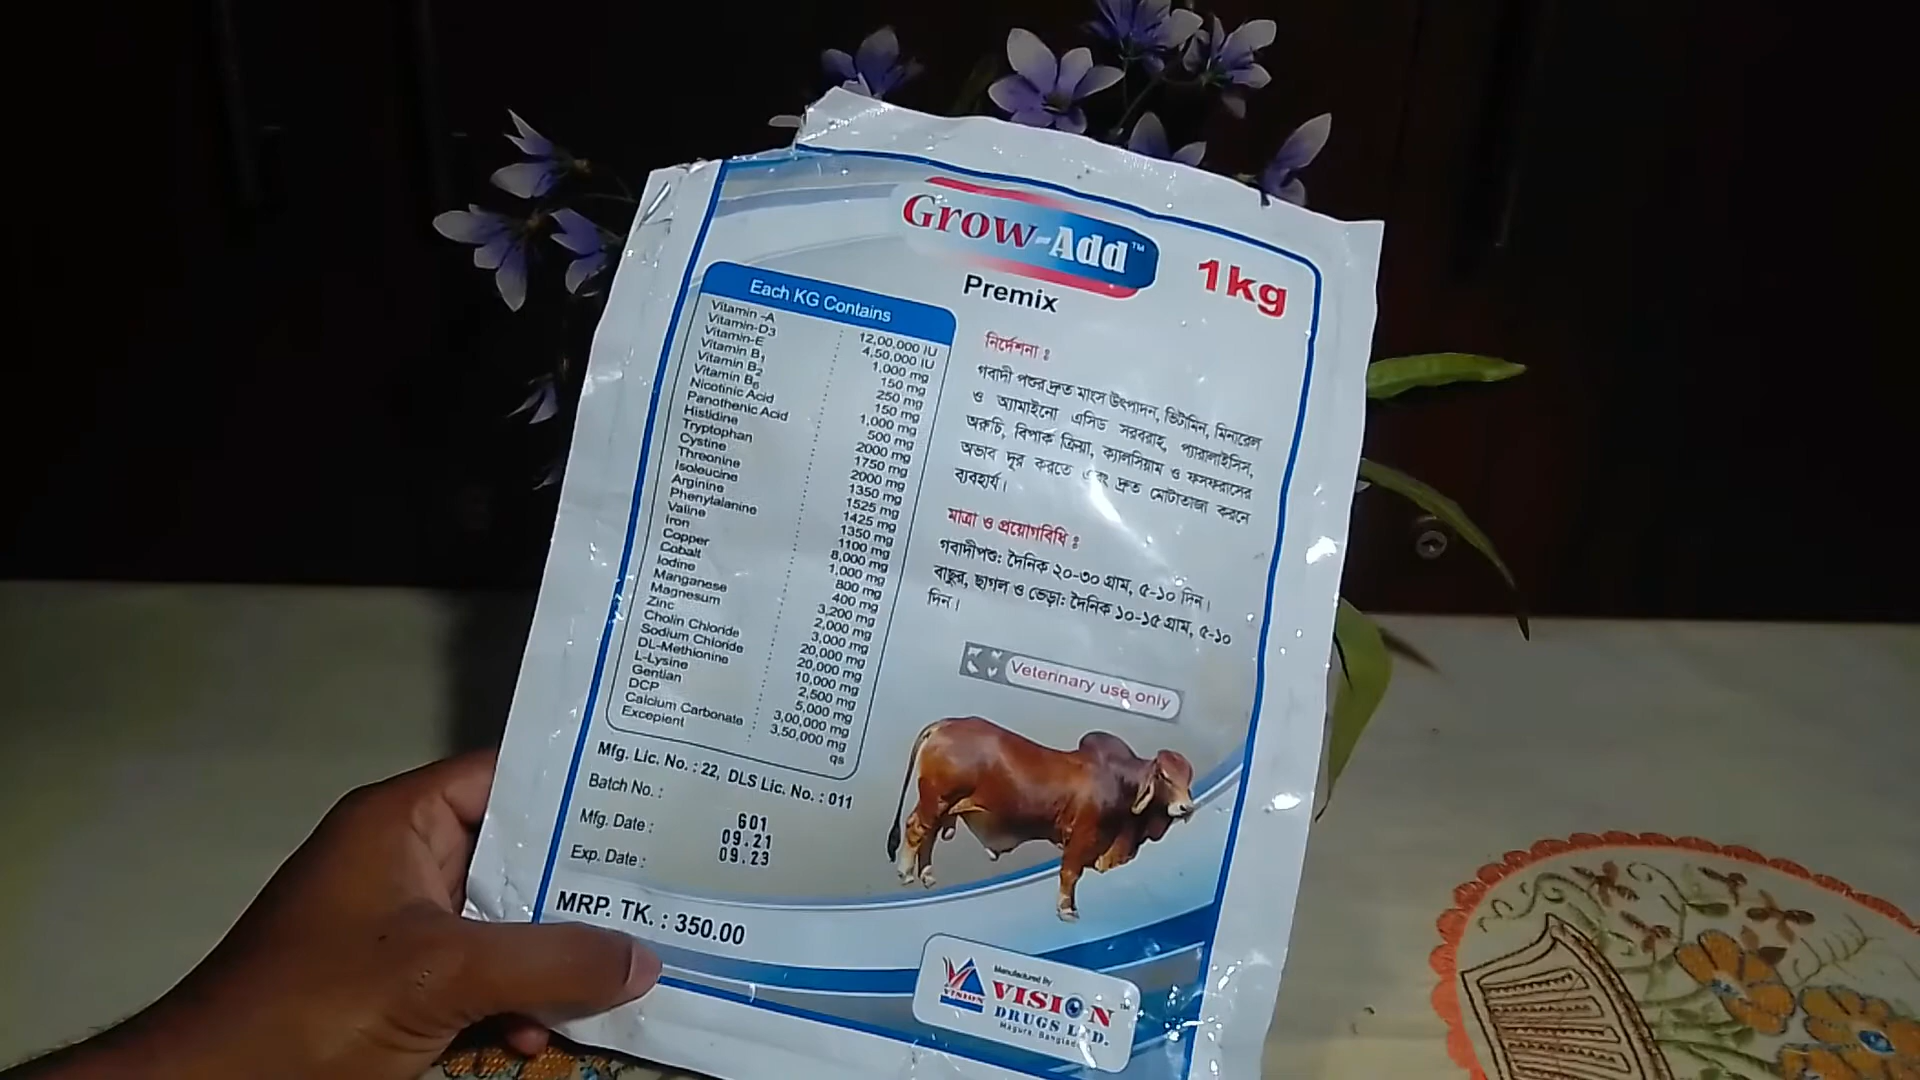 Grow-Add™
Premix
1kg
Each KG Contains
Vitamin -A : 12,00,000 IU
Vitamin-D3 : 4,50,000 IU
Vitamin-E : 1,000 mg
Vitamin B1 : 150 mg
Vitamin B2 : 250 mg
Vitamin B6 : 150 mg
Nicotinic Acid : 1,000 mg
Panothenic Acid : 500 mg
Histidine : 2000 mg
Tryptophan : 1750 mg
Cystine : 2000 mg
Threonine : 1350 mg
Isoleucine : 1525 mg
Arginine : 1425 mg
Phenylalanine : 1350 mg
Valine : 1100 mg
Iron : 8,000 mg
Copper : 1,000 mg
Cobalt : 800 mg
Iodine : 400 mg
Manganese : 3,200 mg
Magnesum : 2,000 mg
Zinc : 3,000 mg
Cholin Chloride : 20,000 mg
Sodium Chloride : 20,000 mg
DL-Methionine : 10,000 mg
L-Lysine : 2,500 mg
Gentian : 5,000 mg
DCP : 3,00,000 mg
Calcium Carbonate : 3,50,000 mg
Excepient qs
Mfg. Lic. No. : 22, DLS Lic. No. : 011
Batch No. : 601
Mfg. Date : 09.21
Exp. Date : 09.23
MRP. TK. : 350.00
নির্দেশনা :
গবাদী পশুর দ্রুত মাংস উৎপাদন, ভিটামিন, মিনারেল
ও অ্যামাইনো এসিড সরবরাহ, প্যারালাইসিস,
অরুচি, বিপাক ক্রিয়া, ক্যালসিয়াম ও ফসফরাসের
অভাব দূর করতে এবং দ্রুত মোটাতাজা করনে
ব্যবহার্য।
মাত্রা ও প্রয়োগবিধি :
গবাদীপশু: দৈনিক ২০-৩০ গ্রাম, ৫-১০ দিন।
বাছুর, ছাগল ও ভেড়া: দৈনিক ১০-১৫ গ্রাম, ৫-১০
দিন।
Veterinary use only
Manufactured By
VISION
VISION™
DRUGS LTD.
Magura, Bangladesh